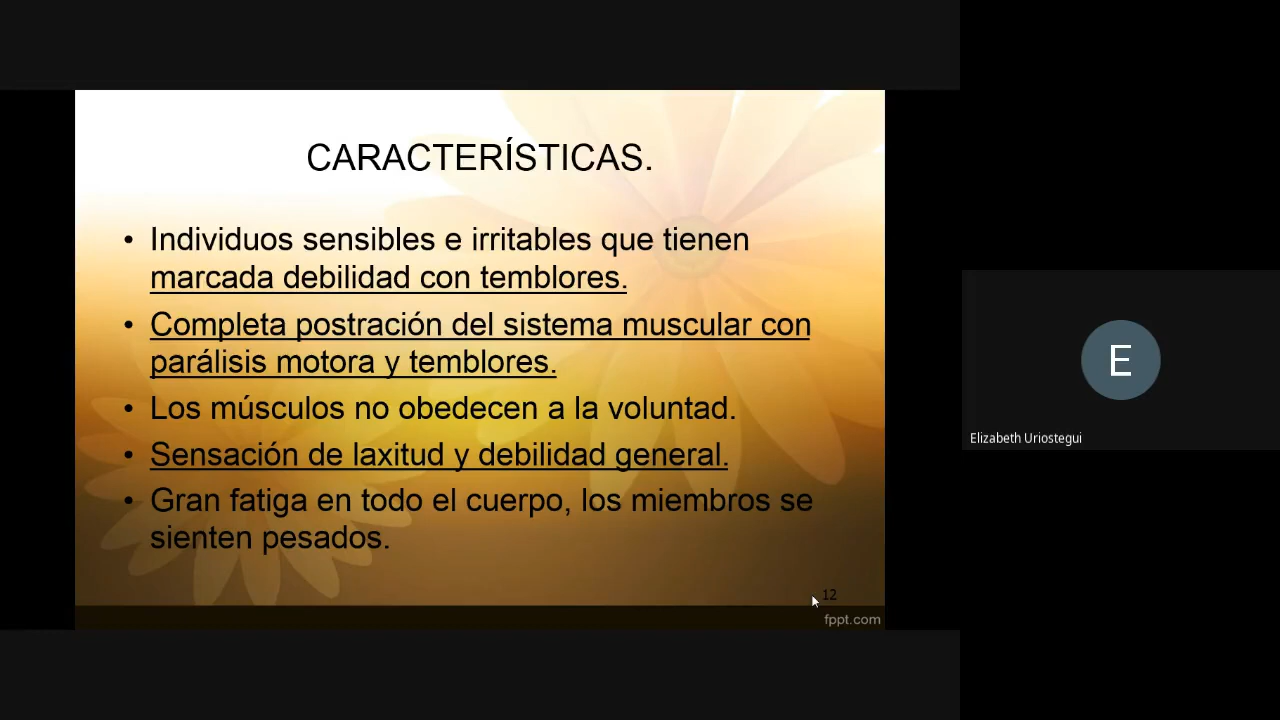 CARACTERÍSTICAS.
• Individuos sensibles e irritables que tienen
marcada debilidad con temblores.
• Completa postración del sistema muscular con
parálisis motora y temblores.
• Los músculos no obedecen a la voluntad.
• Sensación de laxitud y debilidad general.
• Gran fatiga en todo el cuerpo, los miembros se
sienten pesados.
12
fppt.com
E
Elizabeth Uriostegui